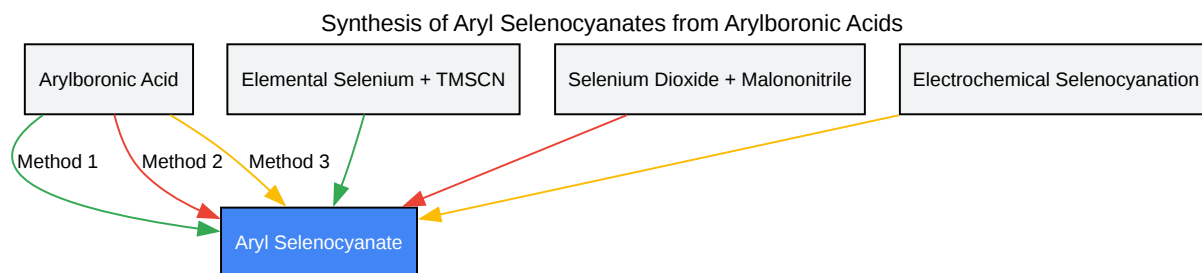 Synthesis of Aryl Selenocyanates from Arylboronic Acids
Arylboronic Acid
Elemental Selenium + TMSCN
Selenium Dioxide + Malononitrile
Electrochemical Selenocyanation
Method 1
Method 2
Method 3
Aryl Selenocyanate